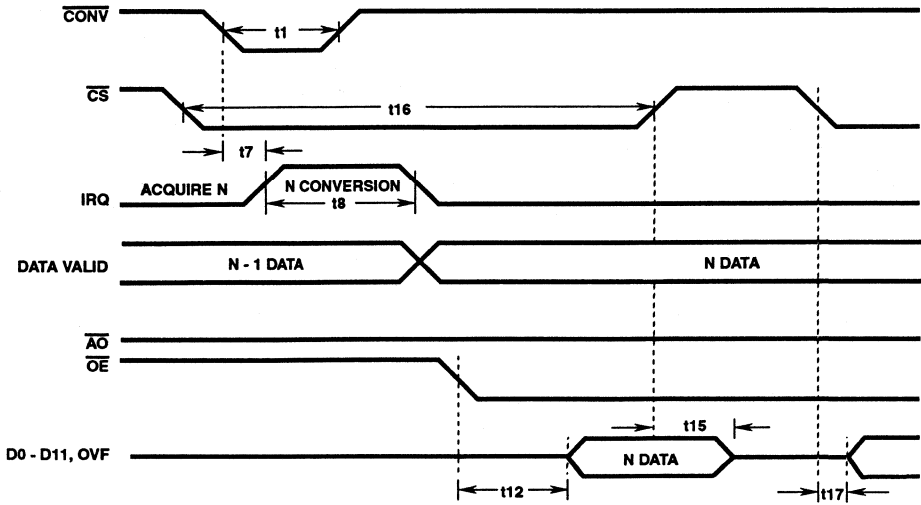 CONV
t1
CS
t16
t7
ACQUIRE N
N CONVERSION
IRQ
t8
DATA VALID
N - 1 DATA
N DATA
AO
OE
t15
D0 - D11, OVF
N DATA
t12
t17